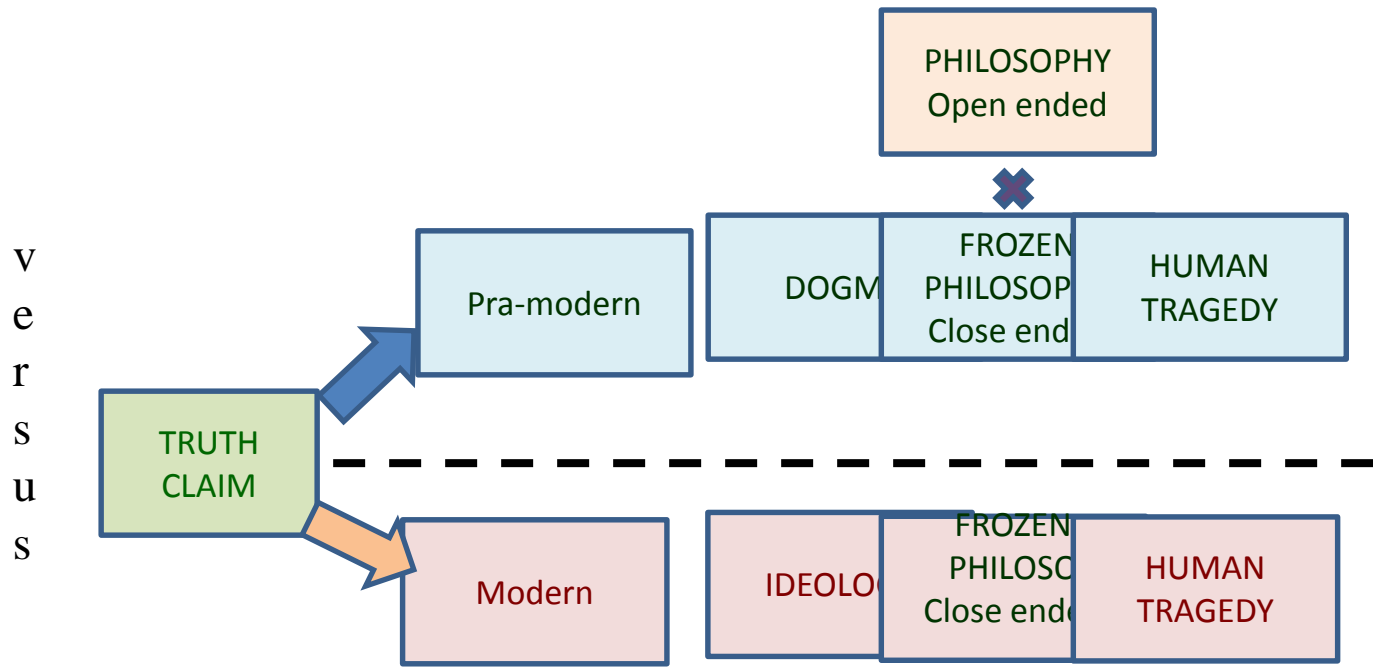 versus
PHILOSOPHY
Open ended
Pra-modern
DOGM
FROZEN
PHILOSOP
Close end
HUMAN
TRAGEDY
TRUTH
CLAIM
Modern
IDEOLO
FROZEN
PHILOSO
Close ende
HUMAN
TRAGEDY